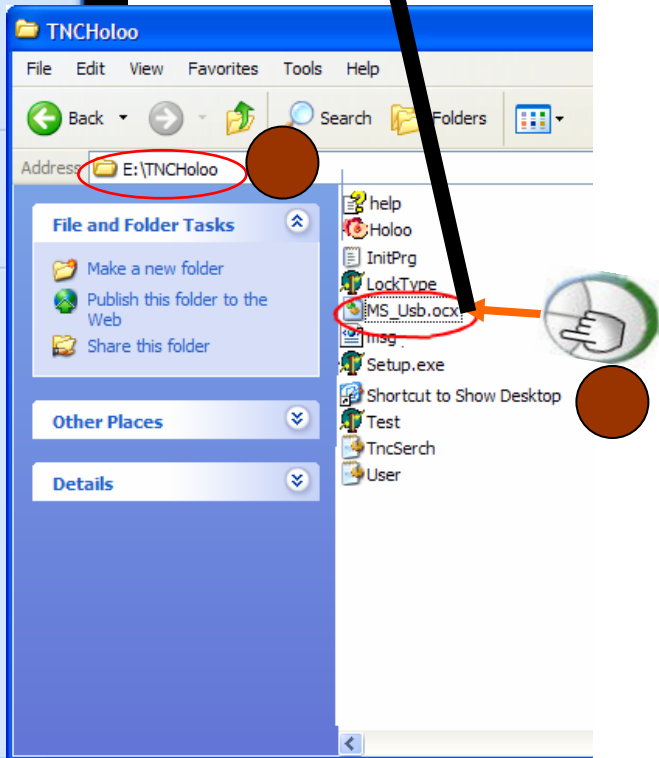 TNCHoloo
File Edit View Favorites Tools Help
Back Search Folders
Address E:\TNCHoloo
File and Folder Tasks
Make a new folder
Publish this folder to the
Web
Share this folder
Other Places
Details
help
Holoo
InitPrg
LockType
MS_Usb.ocx
msg
Setup.exe
Shortcut to Show Desktop
Test
TncSerch
User